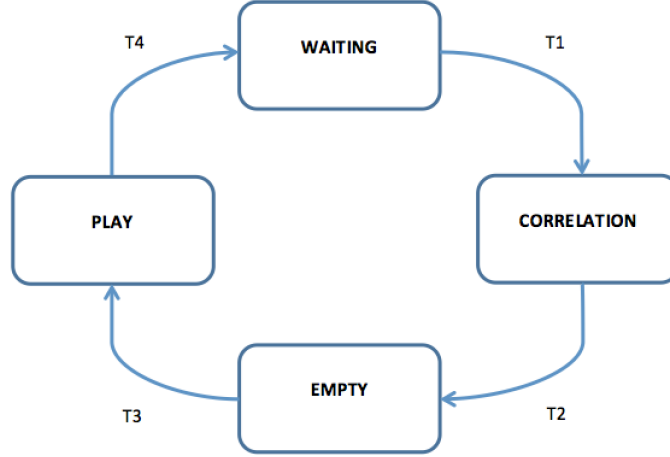 T4
WAITING
T1
PLAY
CORRELATION
EMPTY
T3
T2